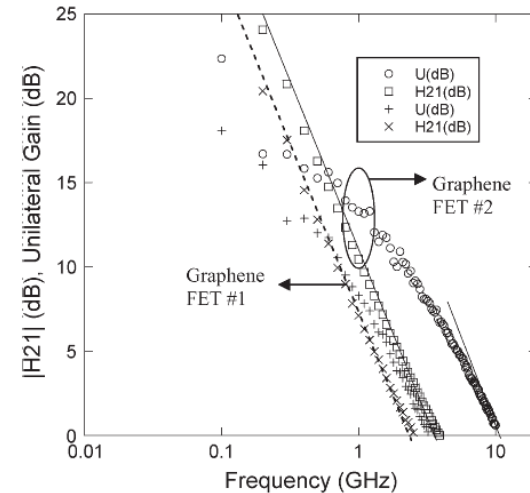 |H21| (dB), Unilateral Gain (dB)
25
20
15
10
5
0
U(dB)
H21(dB)
U(dB)
H21(dB)
Graphene
FET #2
Graphene
FET #1
0.01
0.1
1
10
Frequency (GHz)